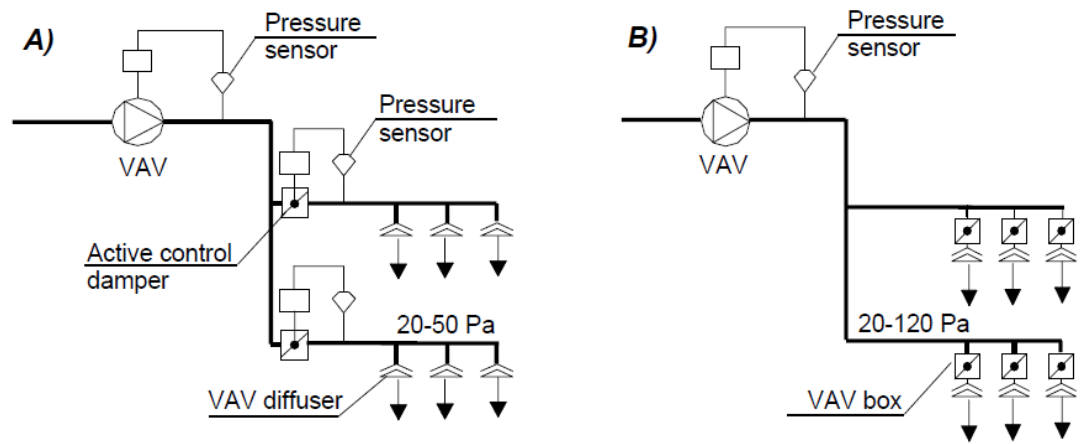 A)
Pressure
sensor
VAV
Pressure
sensor
Active control
damper
20-50 Pa
VAV diffuser
B)
Pressure
sensor
VAV
20-120 Pa
VAV box